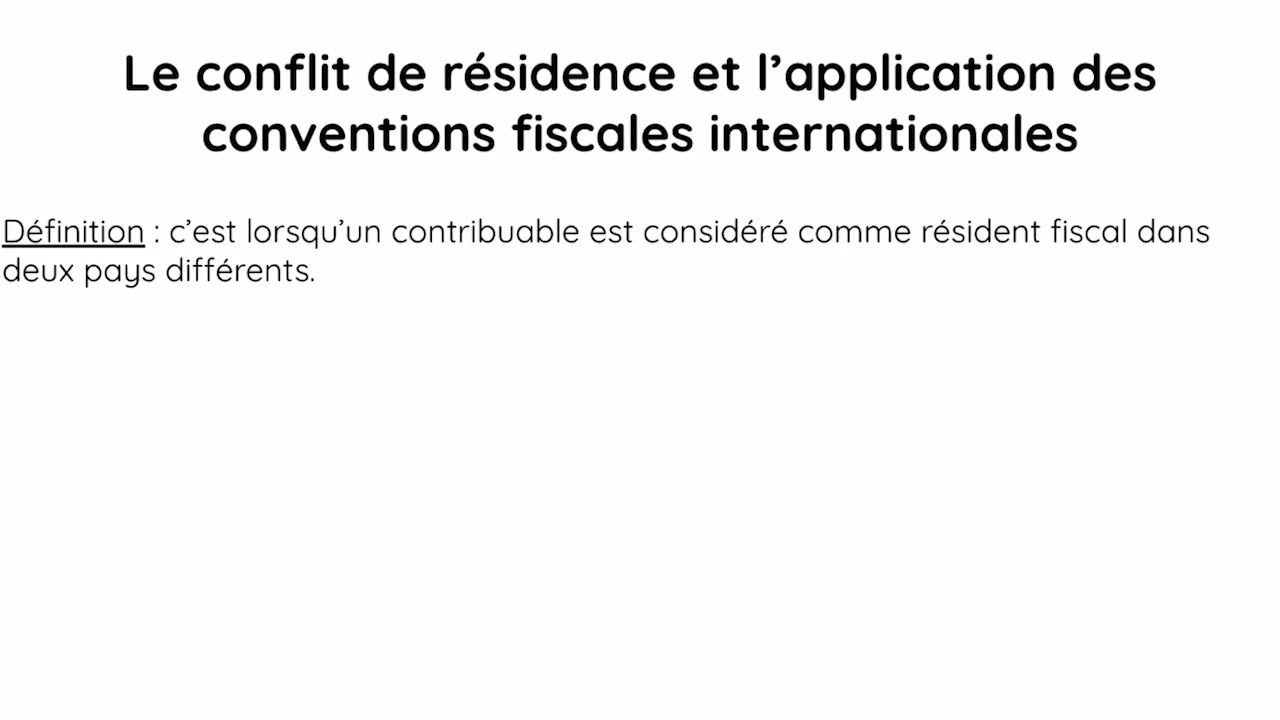 Le conflit de résidence et l’application des
conventions fiscales internationales
Définition : c’est lorsqu’un contribuable est considéré comme résident fiscal dans
deux pays différents.